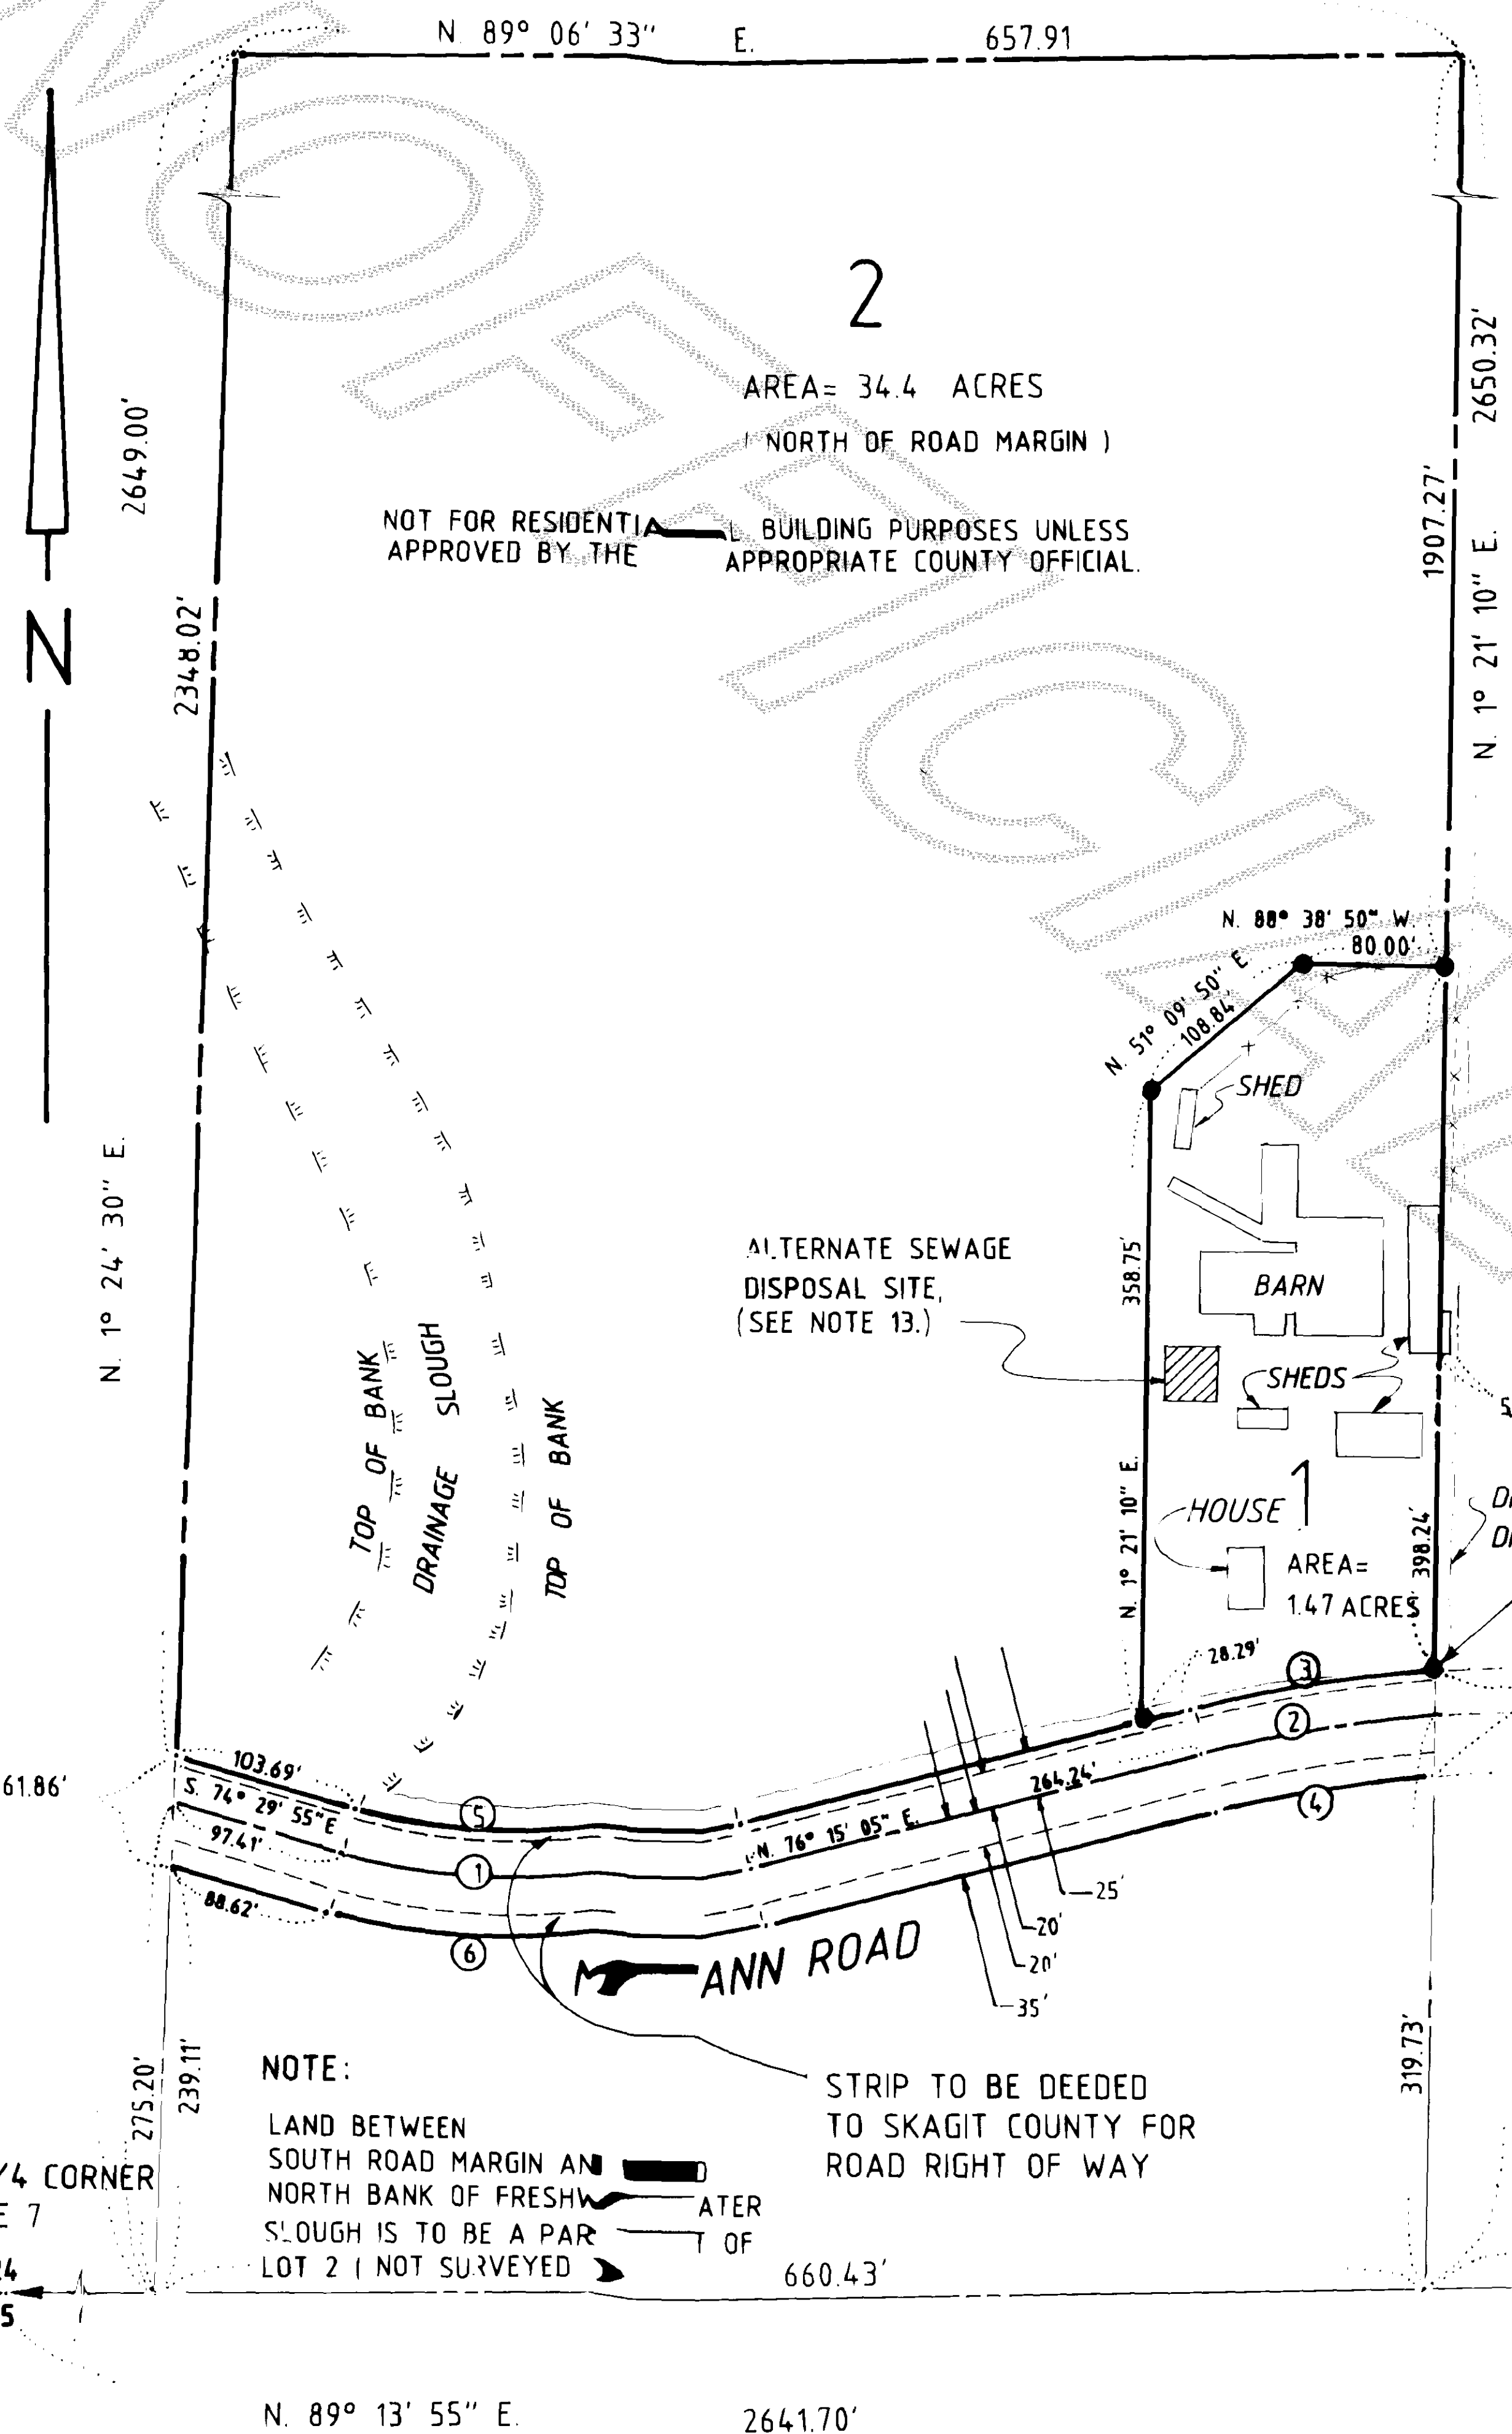 N. 89° 06' 33" E. 657.91
2
AREA= 34.4 ACRES
( NORTH OF ROAD MARGIN )
NOT FOR RESIDENTIAL BUILDING PURPOSES UNLESS
APPROVED BY THE APPROPRIATE COUNTY OFFICIAL.
N
2649.00'
2348.02'
N. 1° 24' 30" E.
2650.32'
1907.27'
N. 1° 21' 10" E.
N. 88° 38' 50" W.
80.00'
N. 51° 09' 50" E
108.84'
SHED
358.75'
BARN
ALTERNATE SEWAGE
DISPOSAL SITE,
(SEE NOTE 13.)
SHEDS
TOP OF BANK
DRAINAGE SLOUGH
TOP OF BANK
N. 1° 21' 10" E.
HOUSE
1
AREA=
1.47 ACRES
398.24'
28.29'
3
2
4
61.86'
103.69'
S. 74° 29' 55" E
97.41'
88.62'
5
1
6
264.24'
N. 76° 15' 05" E.
25'
20'
20'
35'
MANN ROAD
275.20'
239.11'
319.73'
NOTE:
LAND BETWEEN
SOUTH ROAD MARGIN AND
NORTH BANK OF FRESHWATER
SLOUGH IS TO BE A PART OF
LOT 2 ( NOT SURVEYED
STRIP TO BE DEEDED
TO SKAGIT COUNTY FOR
ROAD RIGHT OF WAY
/4 CORNER
E 7
660.43'
N. 89° 13' 55" E. 2641.70'